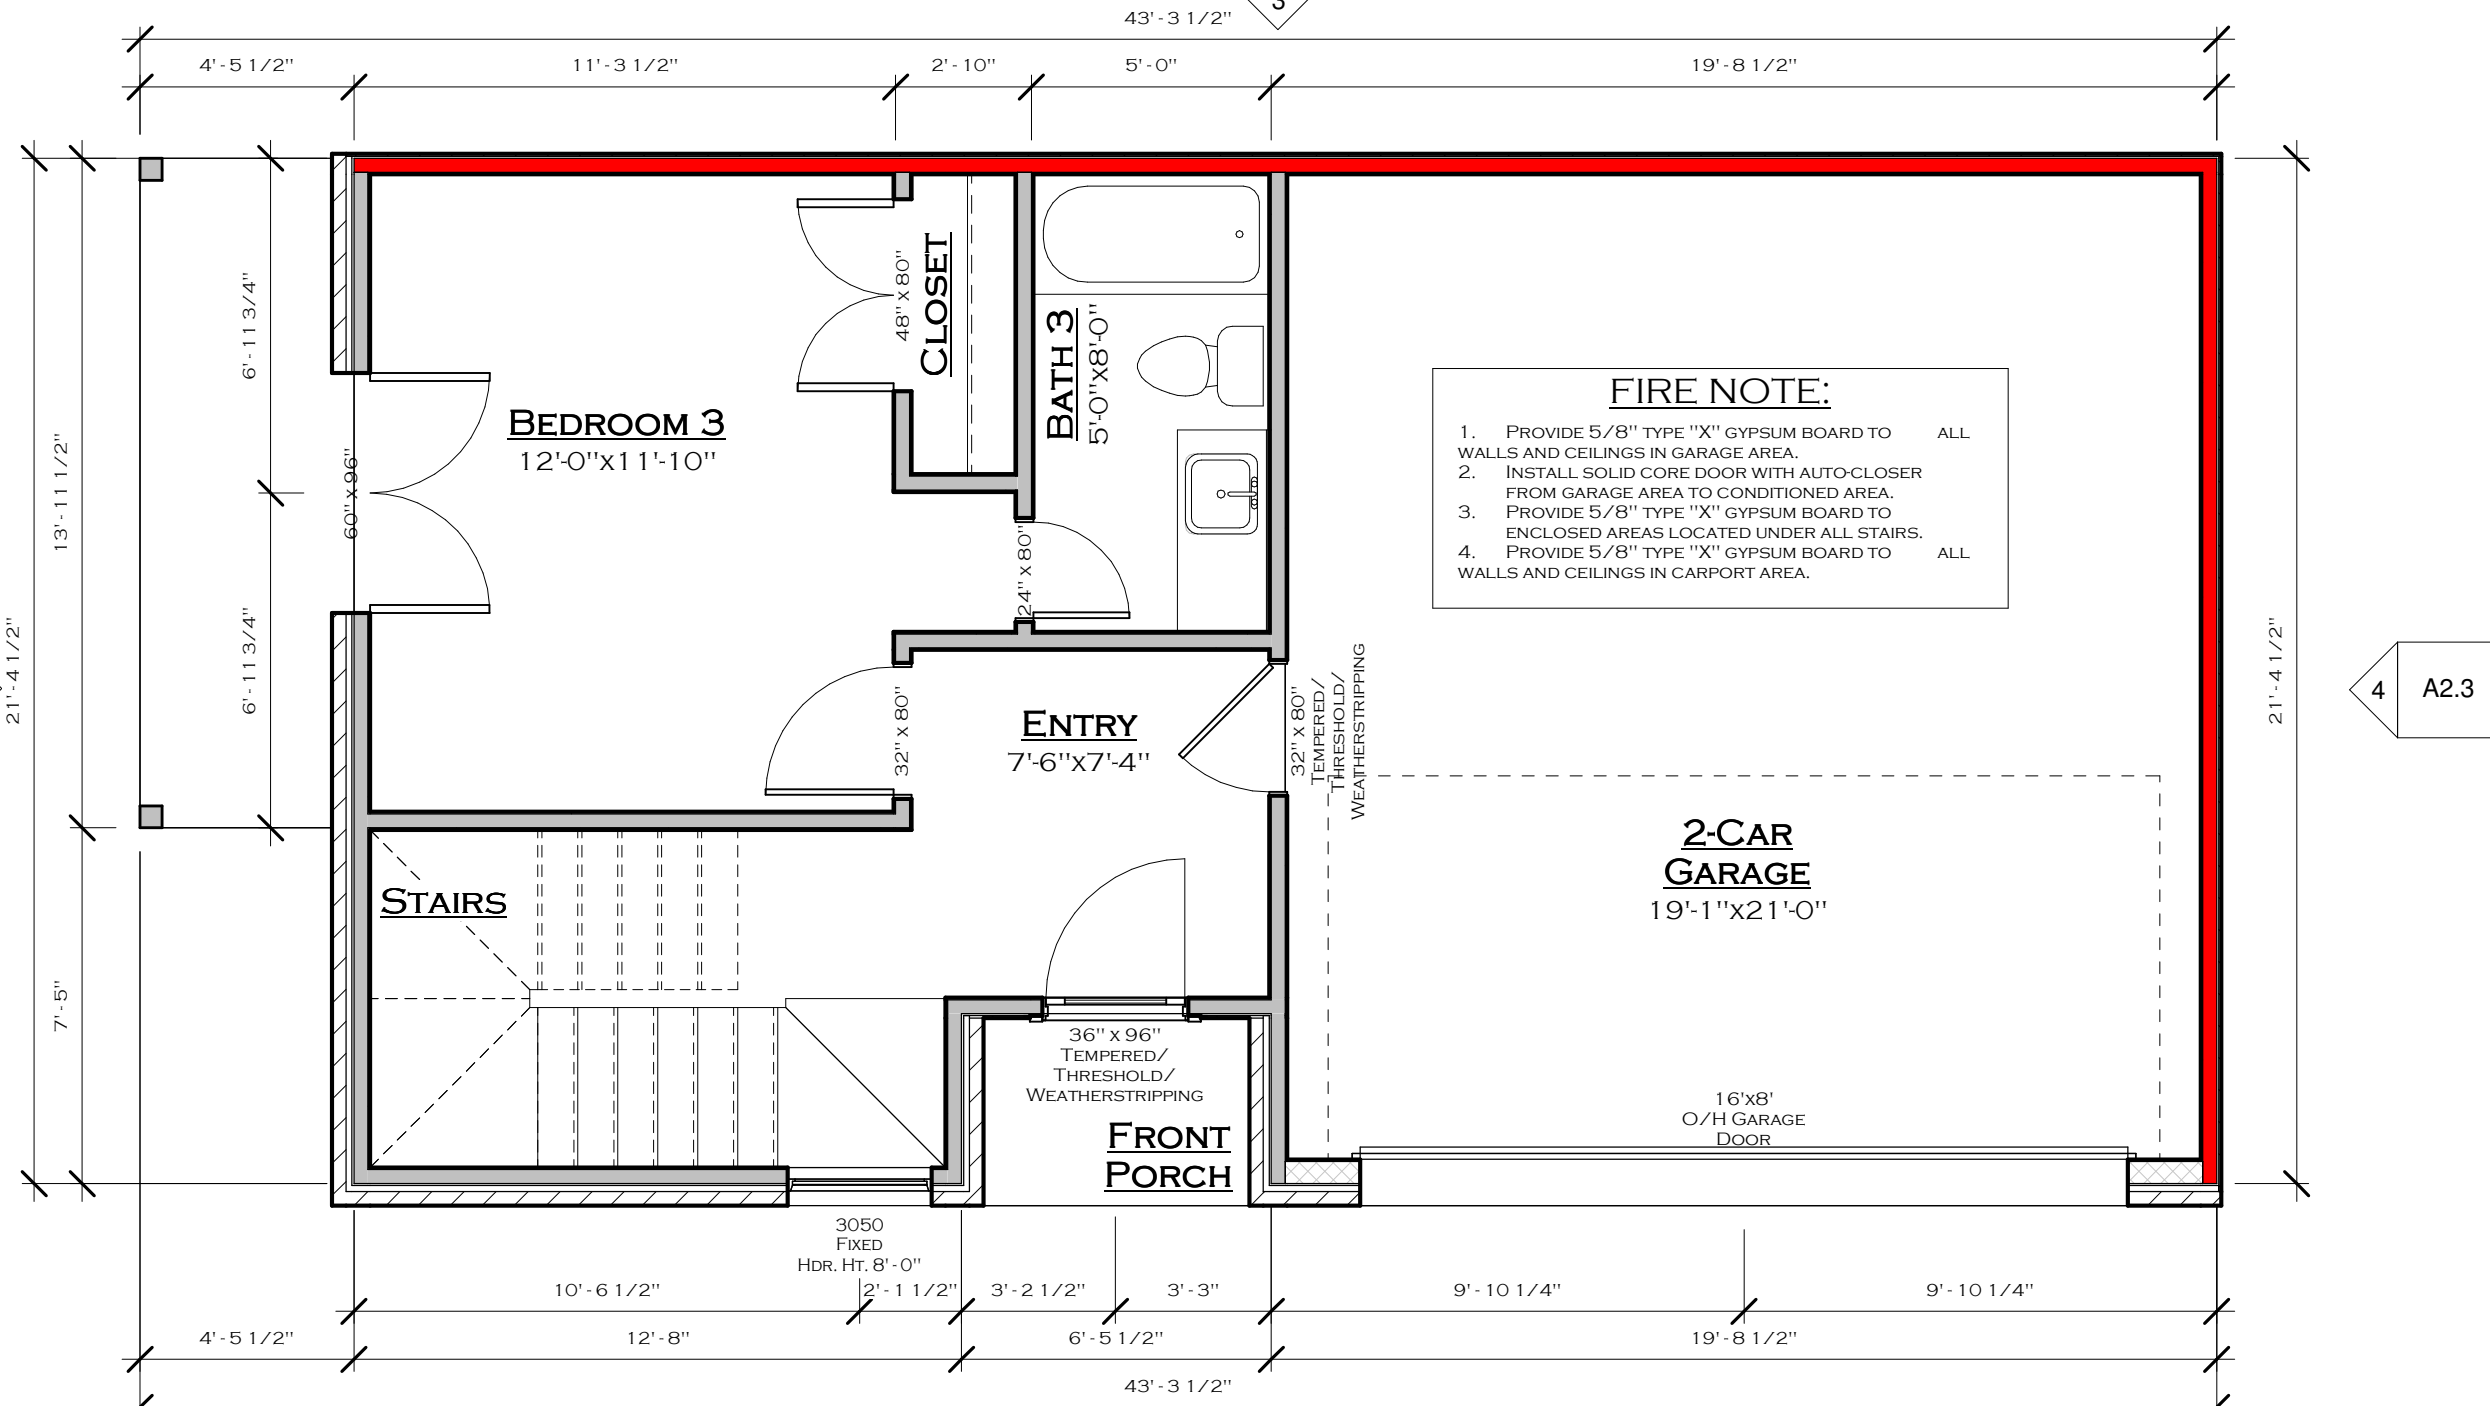 3
43'-3 1/2"
4'-5 1/2"
11'-3 1/2"
2'-10"
5'-0"
19'-8 1/2"
21'-4 1/2"
13'-11 1/2"
7'-5"
6'-11 3/4"
6'-11 3/4"
60" x 96"
BEDROOM 3
12'-0"x11'-10"
48" x 80"
CLOSET
BATH 3
5'-0"x8'-0"
24" x 80"
FIRE NOTE:
1. PROVIDE 5/8" TYPE "X" GYPSUM BOARD TO ALL
WALLS AND CEILINGS IN GARAGE AREA.
2. INSTALL SOLID CORE DOOR WITH AUTO-CLOSER
FROM GARAGE AREA TO CONDITIONED AREA.
3. PROVIDE 5/8" TYPE "X" GYPSUM BOARD TO
ENCLOSED AREAS LOCATED UNDER ALL STAIRS.
4. PROVIDE 5/8" TYPE "X" GYPSUM BOARD TO ALL
WALLS AND CEILINGS IN CARPORT AREA.
32" x 80"
ENTRY
7'-6"x7'-4"
32" x 80"
TEMPERED/
THRESHOLD/
WEATHERSTRIPPING
21'-4 1/2"
4
A2.3
2-CAR
GARAGE
19'-1"x21'-0"
STAIRS
36" x 96"
TEMPERED/
THRESHOLD/
WEATHERSTRIPPING
FRONT
PORCH
16'x8'
O/H GARAGE
DOOR
3050
FIXED
HDR. HT. 8'-0"
10'-6 1/2"
2'-1 1/2"
3'-2 1/2"
3'-3"
9'-10 1/4"
9'-10 1/4"
4'-5 1/2"
12'-8"
6'-5 1/2"
19'-8 1/2"
43'-3 1/2"